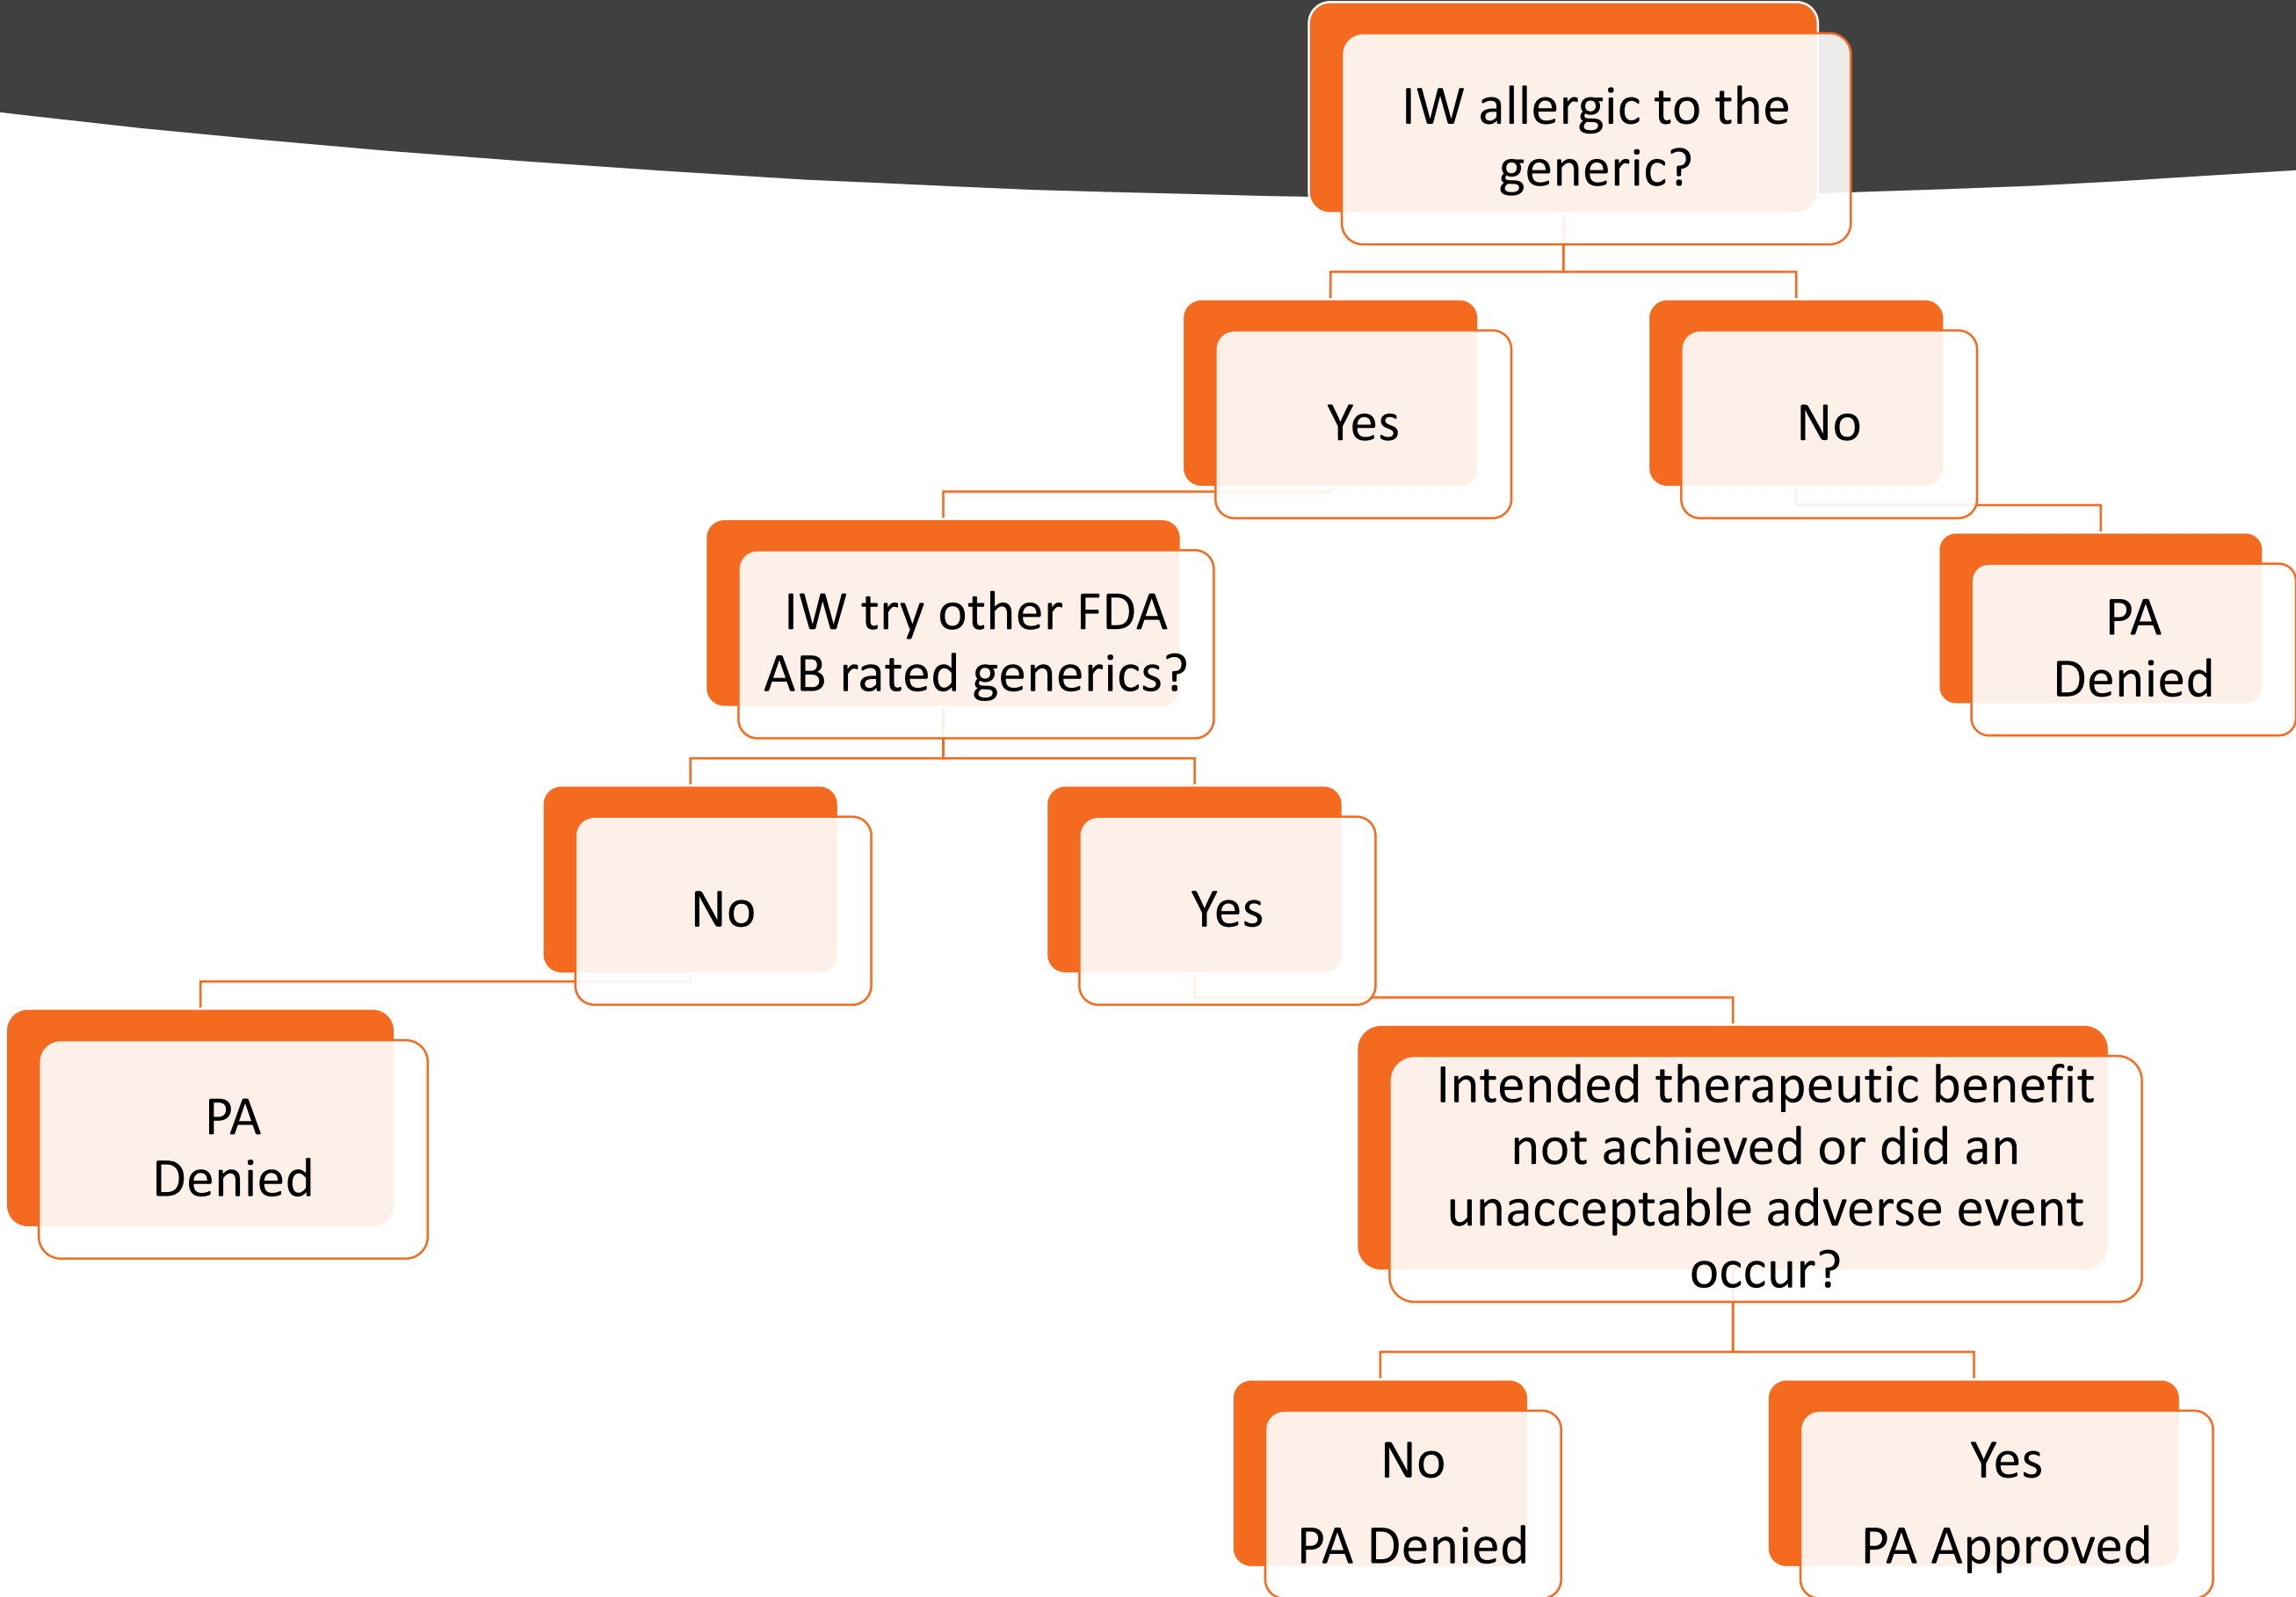 IW allergic to the
generic?
Yes
No
IW try other FDA
AB rated generics?
PA
Denied
No
Yes
PA
Denied
Intended therapeutic benefit
not achieved or did an
unacceptable adverse event
occur?
No
PA Denied
Yes
PA Approved